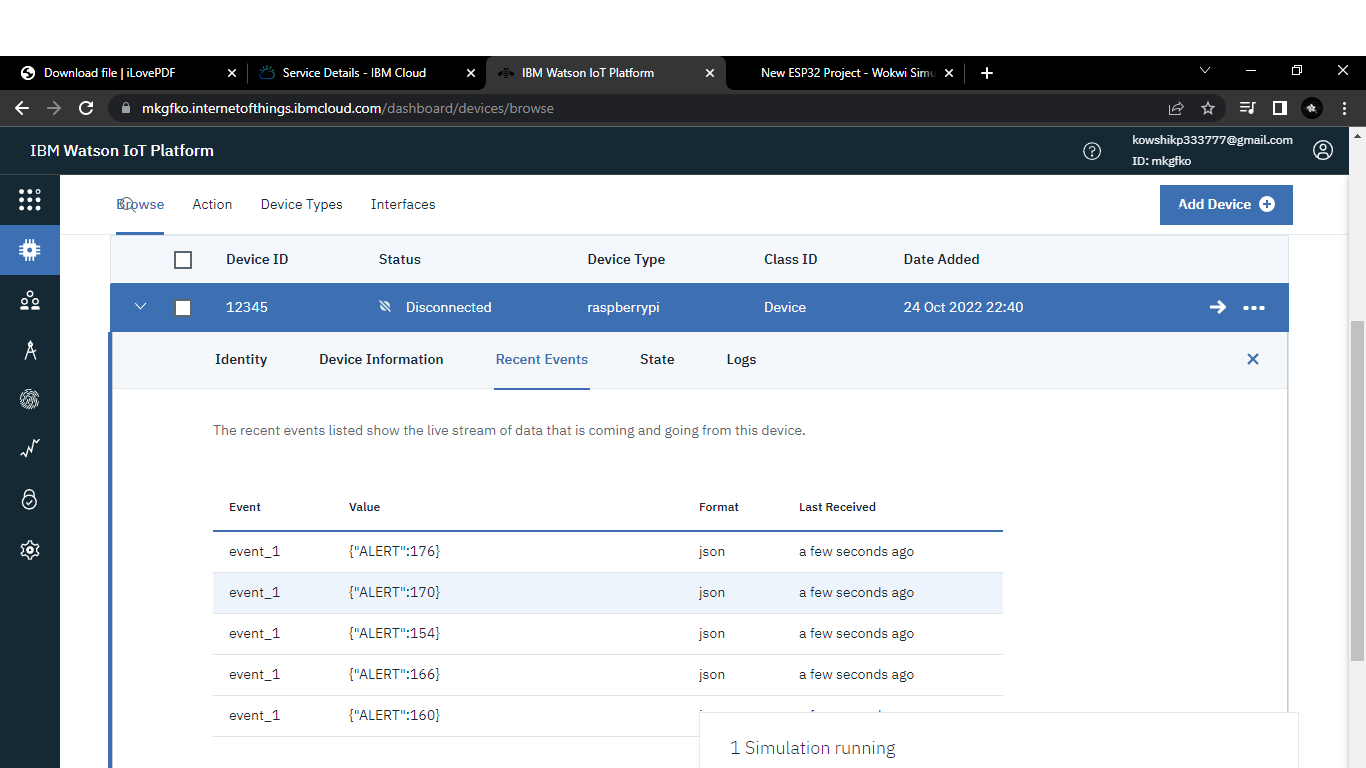 Download file | iLovePDF
Service Details - IBM Cloud
IBM Watson IoT Platform
New ESP32 Project - Wokwi Simu
mkgfko.internetofthings.ibmcloud.com/dashboard/devices/browse
IBM Watson IoT Platform
kowshikp333777@gmail.com
ID: mkgfko
Browse Action Device Types Interfaces
Add Device
Device ID Status Device Type Class ID Date Added
12345 Disconnected raspberrypi Device 24 Oct 2022 22:40
Identity Device Information Recent Events State Logs
The recent events listed show the live stream of data that is coming and going from this device.
Event Value Format Last Received
event_1 {"ALERT":176} json a few seconds ago
event_1 {"ALERT":170} json a few seconds ago
event_1 {"ALERT":154} json a few seconds ago
event_1 {"ALERT":166} json a few seconds ago
event_1 {"ALERT":160}
1 Simulation running